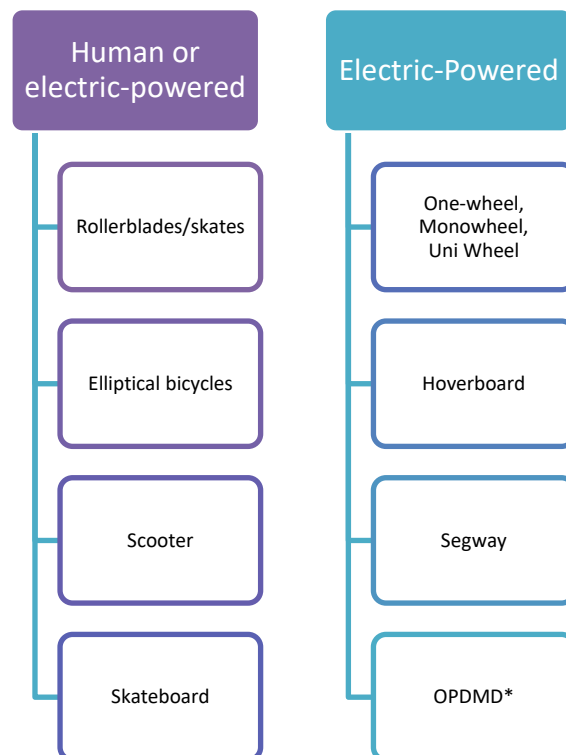 Human or
electric-powered
Rollerblades/skates
Elliptical bicycles
Scooter
Skateboard
Electric-Powered
One-wheel,
Monowheel,
Uni Wheel
Hoverboard
Segway
OPDMD*